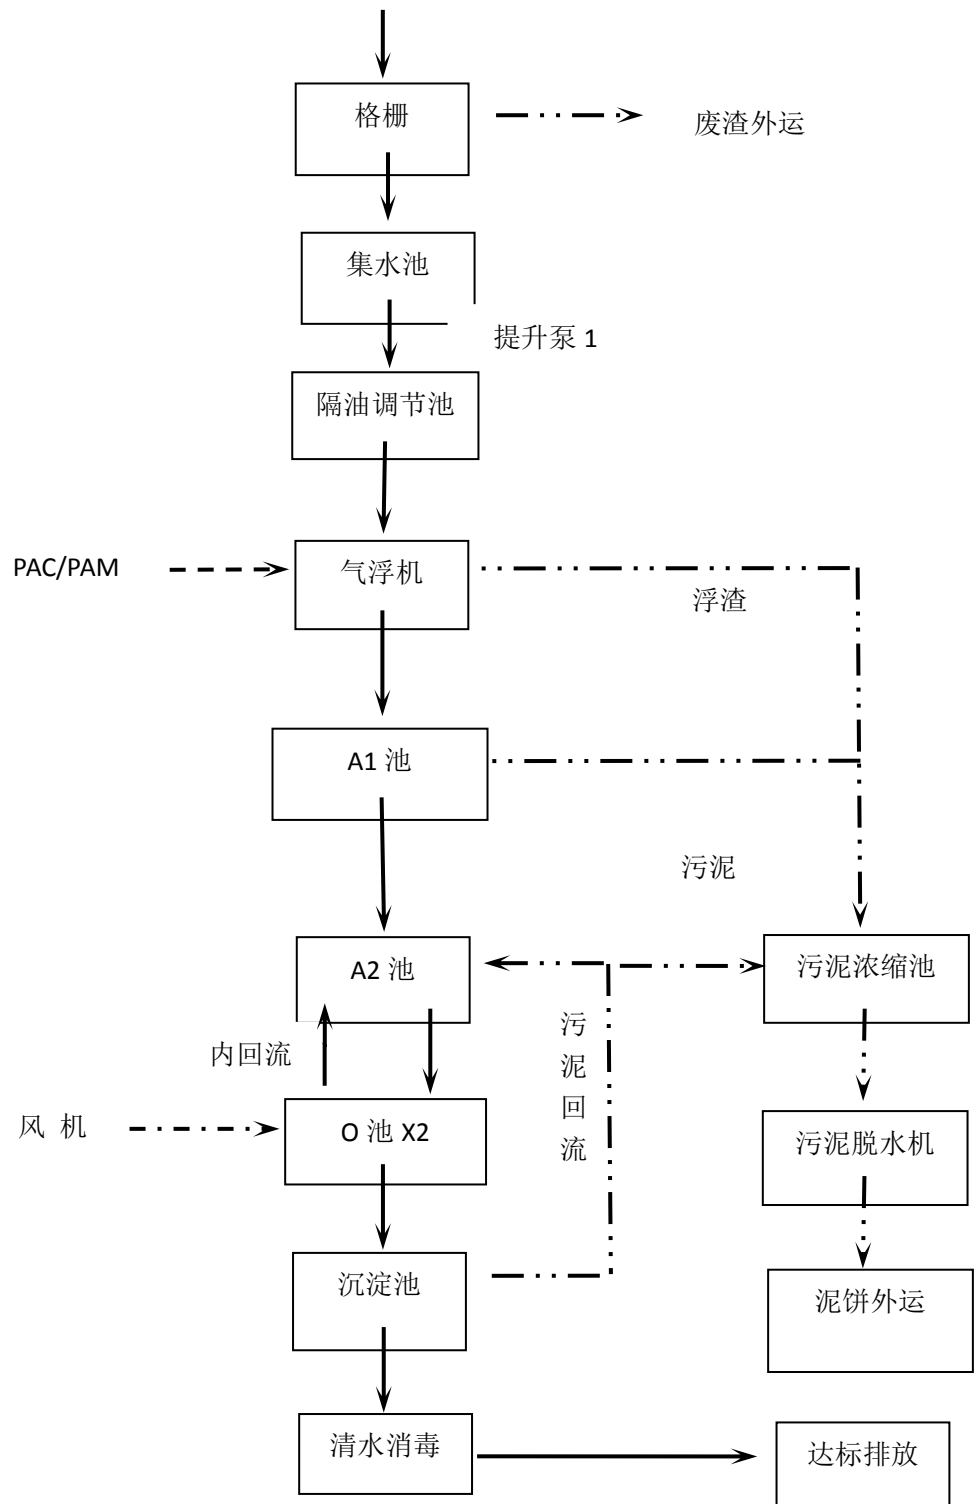 格栅
废渣外运
集水池
提升泵 1
隔油调节池
PAC/PAM
气浮机
浮渣
A1 池
污泥
A2 池
污泥浓缩池
内回流
污泥回流
风 机
O 池 X2
污泥脱水机
沉淀池
泥饼外运
清水消毒
达标排放